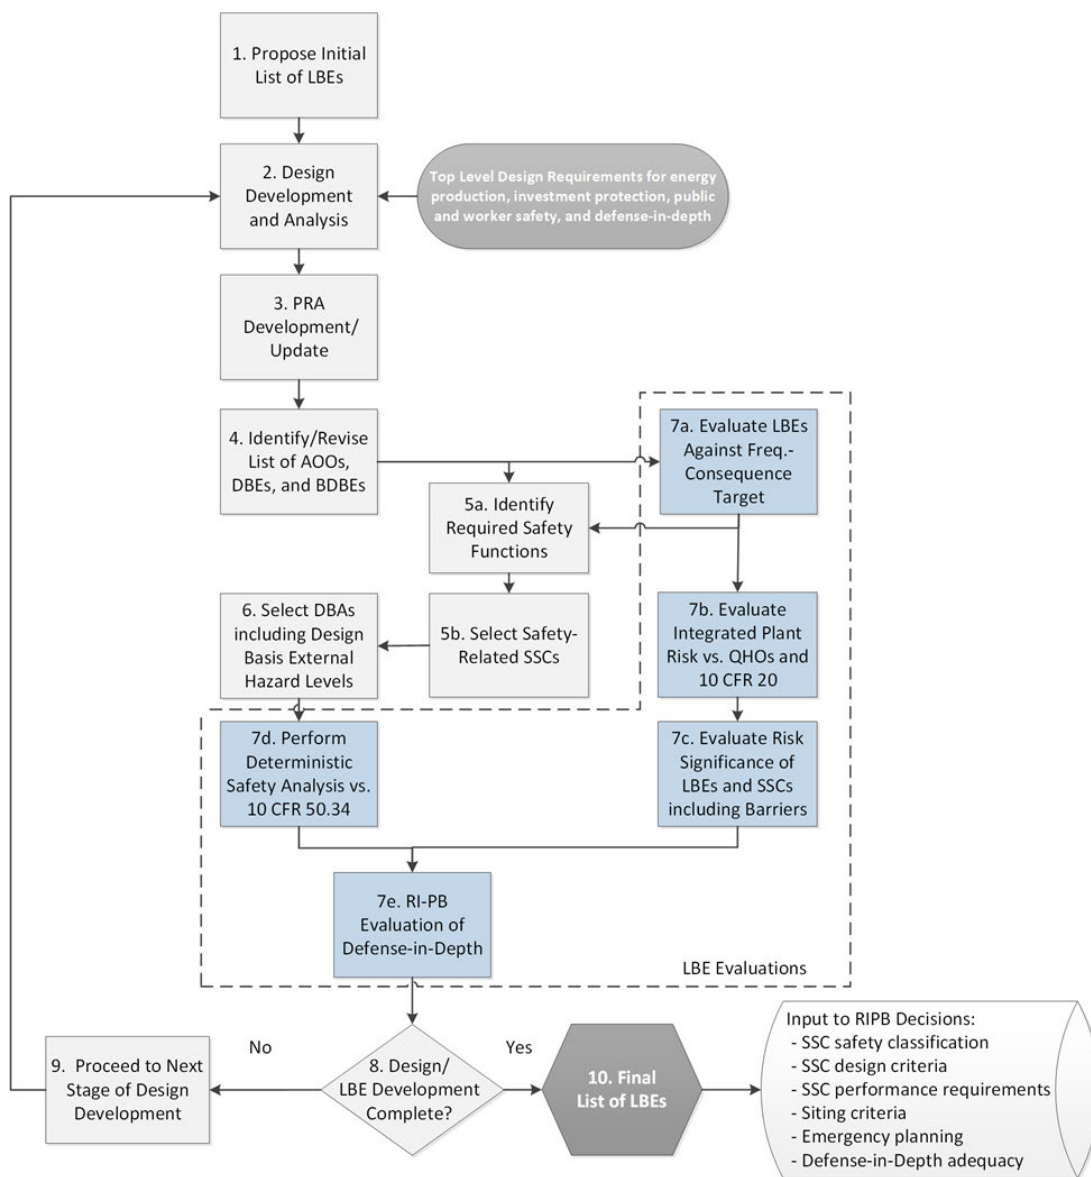 1. Propose Initial
List of LBEs
2. Design
Development
and Analysis
Top Level Design Requirements for energy
production, investment protection, public
and worker safety, and defense-in-depth
3. PRA
Development/
Update
4. Identify/Revise
List of AOOs,
DBEs, and BDBEs
7a. Evaluate LBEs
Against Freq.-
Consequence
Target
5a. Identify
Required Safety
Functions
6. Select DBAs
including Design
Basis External
Hazard Levels
5b. Select Safety-
Related SSCs
7b. Evaluate
Integrated Plant
Risk vs. QHOs and
10 CFR 20
7d. Perform
Deterministic
Safety Analysis vs.
10 CFR 50.34
7c. Evaluate Risk
Significance of
LBEs and SSCs
including Barriers
7e. RI-PB
Evaluation of
Defense-in-Depth
LBE Evaluations
9. Proceed to Next
Stage of Design
Development
No
8. Design/
LBE Development
Complete?
Yes
10. Final
List of LBEs
Input to RIPB Decisions:
- SSC safety classification
- SSC design criteria
- SSC performance requirements
- Siting criteria
- Emergency planning
- Defense-in-Depth adequacy